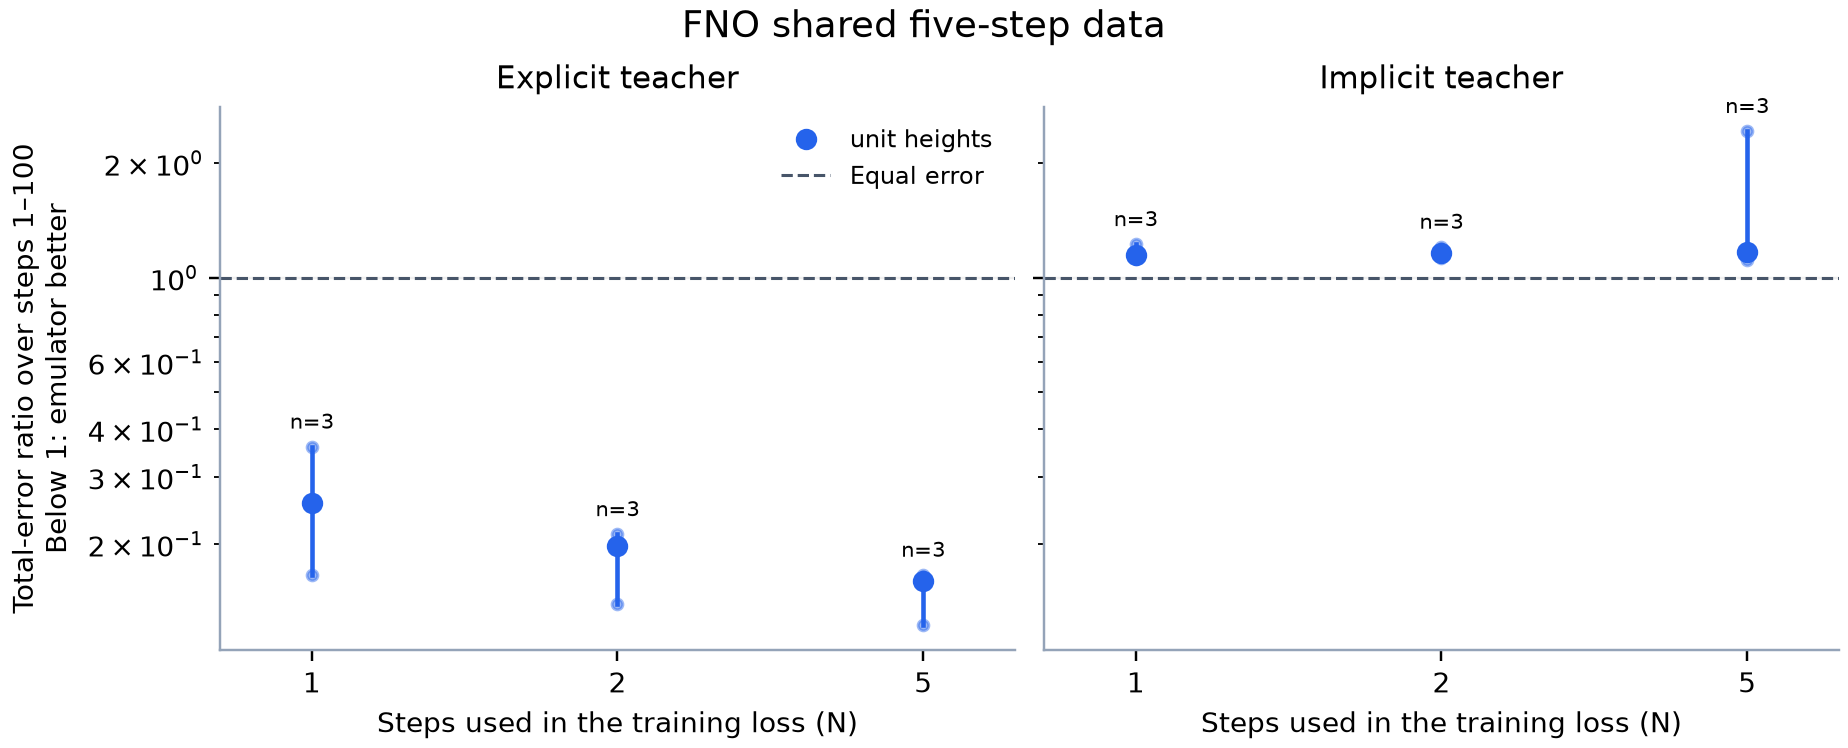 FNO shared five-step data
Explicit teacher
Implicit teacher
Total-error ratio over steps 1–100
Below 1: emulator better
2 × 10⁰
10⁰
6 × 10⁻¹
4 × 10⁻¹
3 × 10⁻¹
2 × 10⁻¹
unit heights
Equal error
n=3
n=3
n=3
1
2
5
Steps used in the training loss (N)
n=3
n=3
n=3
1
2
5
Steps used in the training loss (N)